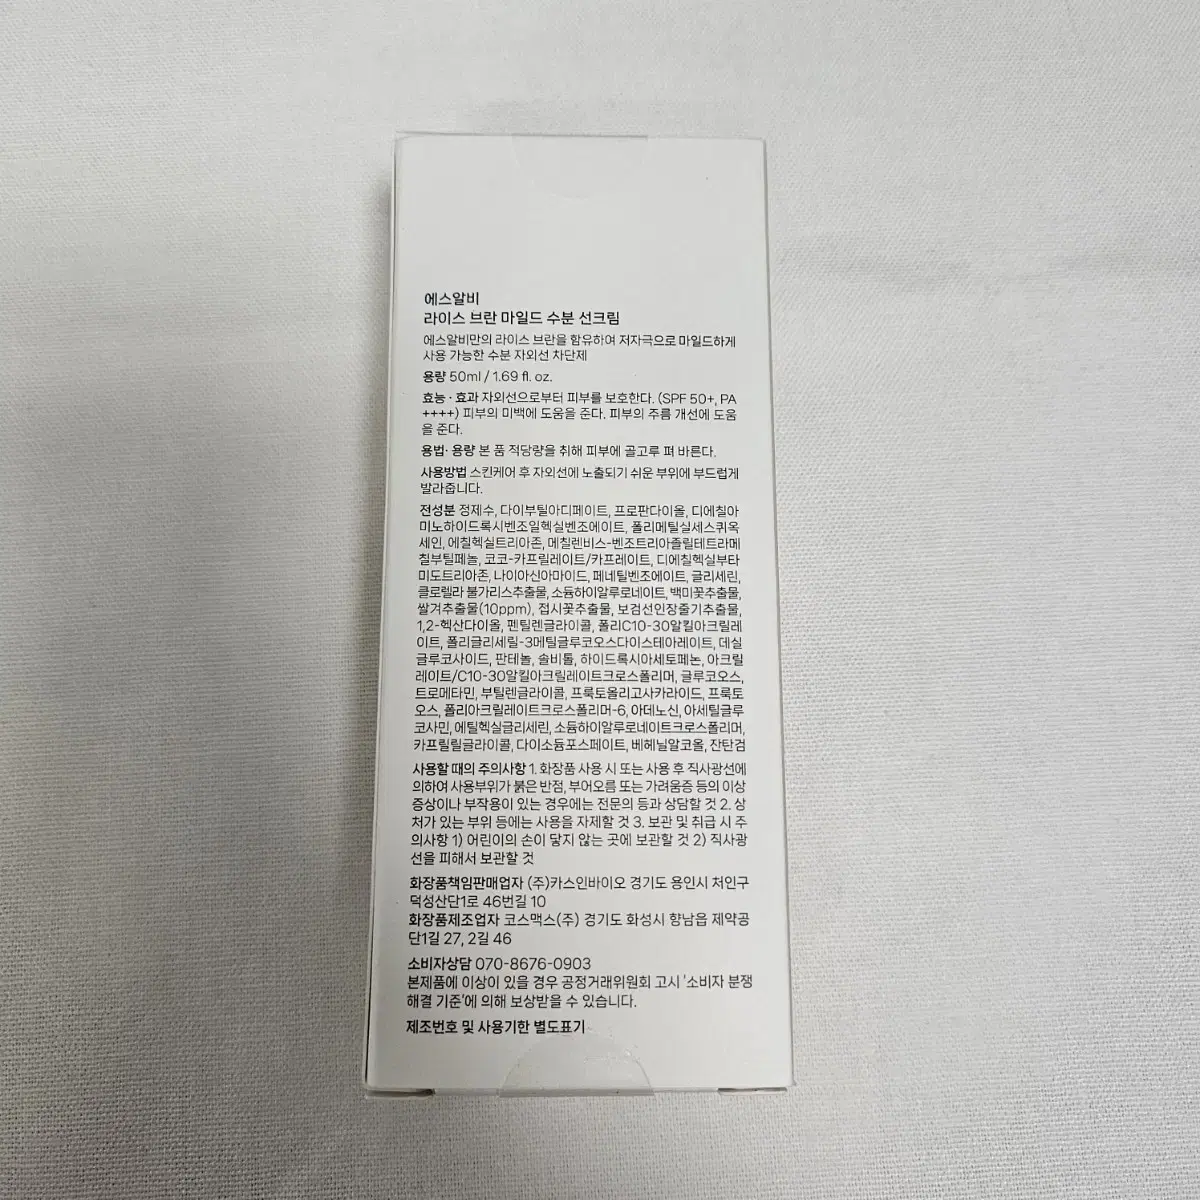 에스알비
라이스 브란 마일드 수분 선크림
에스알비만의 라이스 브란을 함유하여 저자극으로 마일드하게
사용 가능한 수분 자외선 차단제
용량 50ml / 1.69 fl. oz.
효능 · 효과 자외선으로부터 피부를 보호한다. (SPF 50+, PA
++++) 피부의 미백에 도움을 준다. 피부의 주름 개선에 도움
을 준다.
용법· 용량 본 품 적당량을 취해 피부에 골고루 펴 바른다.
사용방법 스킨케어 후 자외선에 노출되기 쉬운 부위에 부드럽게
발라줍니다.
전성분 정제수, 다이부틸아디페이트, 프로판다이올, 디에칠아
미노하이드록시벤조일헥실벤조에이트, 폴리메틸실세스퀴옥
세인, 에칠헥실트리아존, 메칠렌비스-벤조트리아졸릴테트라메
칠부틸페놀, 코코-카프릴레이트/카프레이트, 디에칠헥실부타
미도트리아존, 나이아신아마이드, 페네틸벤조에이트, 글리세린,
클로렐라 불가리스추출물, 소듐하이알루로네이트, 백미꽃추출물,
쌀겨추출물(10ppm), 접시꽃추출물, 보검선인장줄기추출물,
1,2-헥산다이올, 펜틸렌글라이콜, 폴리C10-30알킬아크릴레
이트, 폴리글리세릴-3메틸글루코오스다이스테아레이트, 데실
글루코사이드, 판테놀, 솔비톨, 하이드록시아세토페논, 아크릴
레이트/C10-30알킬아크릴레이트크로스폴리머, 글루코오스,
트로메타민, 부틸렌글라이콜, 프룩토올리고사카라이드, 프룩토
오스, 폴리아크릴레이트크로스폴리머-6, 아데노신, 아세틸글루
코사민, 에틸헥실글리세린, 소듐하이알루로네이트크로스폴리머,
카프릴릴글라이콜, 다이소듐포스페이트, 베헤닐알코올, 잔탄검
사용할 때의 주의사항 1. 화장품 사용 시 또는 사용 후 직사광선에
의하여 사용부위가 붉은 반점, 부어오름 또는 가려움증 등의 이상
증상이나 부작용이 있는 경우에는 전문의 등과 상담할 것 2. 상
처가 있는 부위 등에는 사용을 자제할 것 3. 보관 및 취급 시 주
의사항 1) 어린이의 손이 닿지 않는 곳에 보관할 것 2) 직사광
선을 피해서 보관할 것
화장품책임판매업자 (주)카스인바이오 경기도 용인시 처인구
덕성산단1로 46번길 10
화장품제조업자 코스맥스(주) 경기도 화성시 향남읍 제약공
단1길 27, 2길 46
소비자상담 070-8676-0903
본제품에 이상이 있을 경우 공정거래위원회 고시 '소비자 분쟁
해결 기준'에 의해 보상받을 수 있습니다.
제조번호 및 사용기한 별도표기